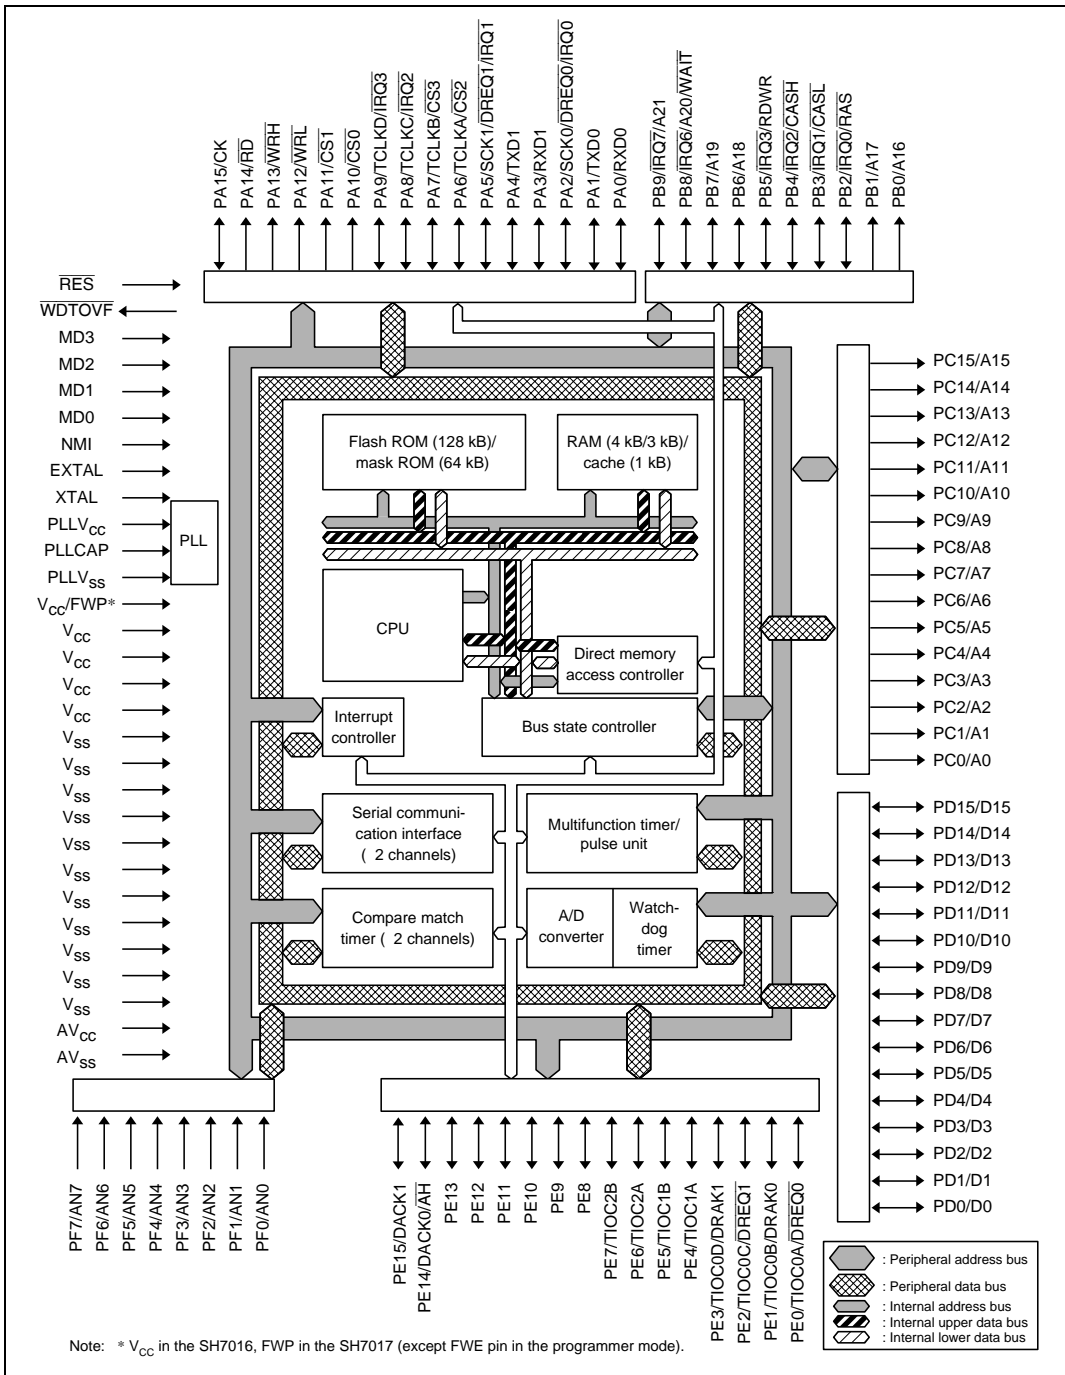 PA15/CK
PA14/RD
PA13/WRH
PA12/WRL
PA11/CS1
PA10/CS0
PA9/TCLKD/IRQ3
PA8/TCLKC/IRQ2
PA7/TCLKB/CS3
PA6/TCLKA/CS2
PA5/SCK1/DREQ1/IRQ1
PA4/TXD1
PA3/RXD1
PA2/SCK0/DREQ0/IRQ0
PA1/TXD0
PA0/RXD0
PB9/IRQ7/A21
PB8/IRQ6/A20/WAIT
PB7/A19
PB6/A18
PB5/IRQ3/RDWR
PB4/IRQ2/CASH
PB3/IRQ1/CASL
PB2/IRQ0/RAS
PB1/A17
PB0/A16
RES
WDTOVF
MD3
MD2
MD1
MD0
NMI
EXTAL
XTAL
PLLVCC
PLLCAP
PLLVSS
PLL
VCC/FWP*
VCC
VCC
VCC
VCC
VSS
VSS
VSS
Vss
Vss
VSS
VSS
VSS
VSS
VSS
VSS
AVCC
AVSS
Flash ROM (128 kB)/
mask ROM (64 kB)
RAM (4 kB/3 kB)/
cache (1 kB)
CPU
Direct memory
access controller
Interrupt
controller
Bus state controller
Serial communi-
cation interface
( 2 channels)
Multifunction timer/
pulse unit
Compare match
timer ( 2 channels)
A/D
converter
Watch-
dog
timer
PC15/A15
PC14/A14
PC13/A13
PC12/A12
PC11/A11
PC10/A10
PC9/A9
PC8/A8
PC7/A7
PC6/A6
PC5/A5
PC4/A4
PC3/A3
PC2/A2
PC1/A1
PC0/A0
PD15/D15
PD14/D14
PD13/D13
PD12/D12
PD11/D11
PD10/D10
PD9/D9
PD8/D8
PD7/D7
PD6/D6
PD5/D5
PD4/D4
PD3/D3
PD2/D2
PD1/D1
PD0/D0
PF7/AN7
PF6/AN6
PF5/AN5
PF4/AN4
PF3/AN3
PF2/AN2
PF1/AN1
PF0/AN0
PE15/DACK1
PE14/DACK0/AH
PE13
PE12
PE11
PE10
PE9
PE8
PE7/TIOC2B
PE6/TIOC2A
PE5/TIOC1B
PE4/TIOC1A
PE3/TIOC0D/DRAK1
PE2/TIOC0C/DREQ1
PE1/TIOC0B/DRAK0
PE0/TIOC0A/DREQ0
: Peripheral address bus
: Peripheral data bus
: Internal address bus
: Internal upper data bus
: Internal lower data bus
Note: * VCC in the SH7016, FWP in the SH7017 (except FWE pin in the programmer mode).